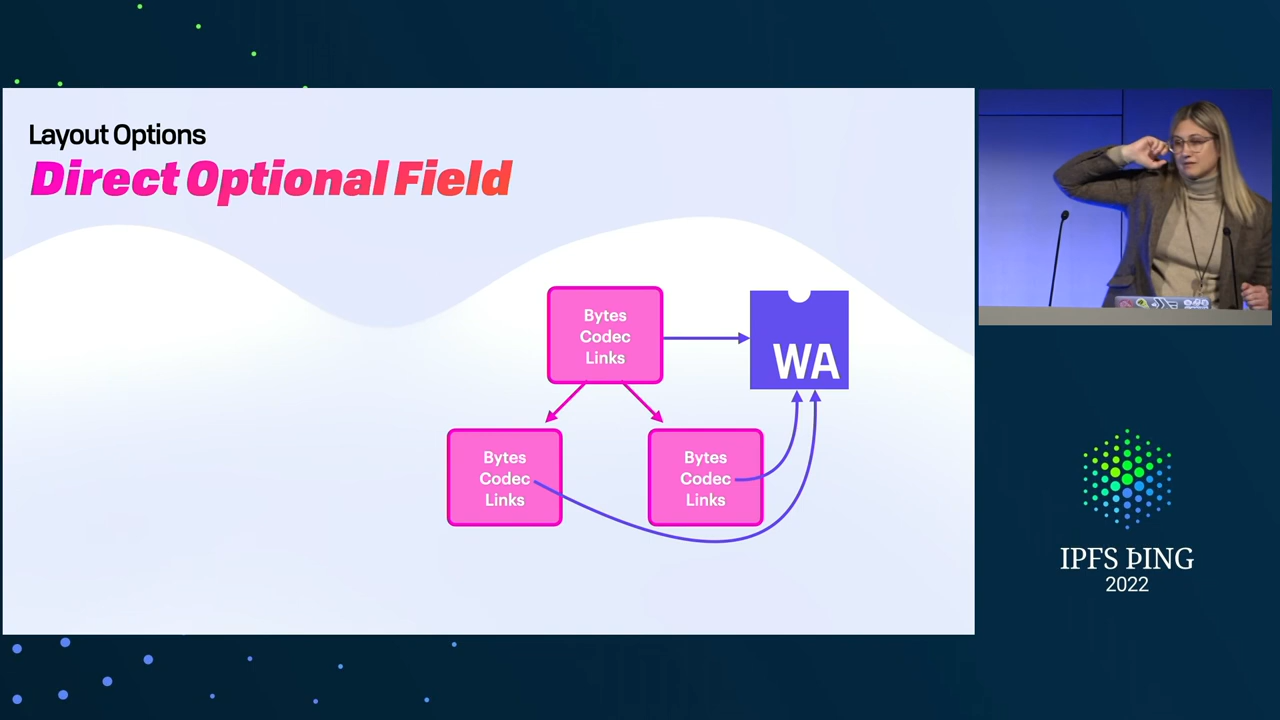 Layout Options
Direct Optional Field
Bytes
Codec
Links
WA
Bytes
Codec
Links
Bytes
Codec
Links
IPFS ÞING
2022